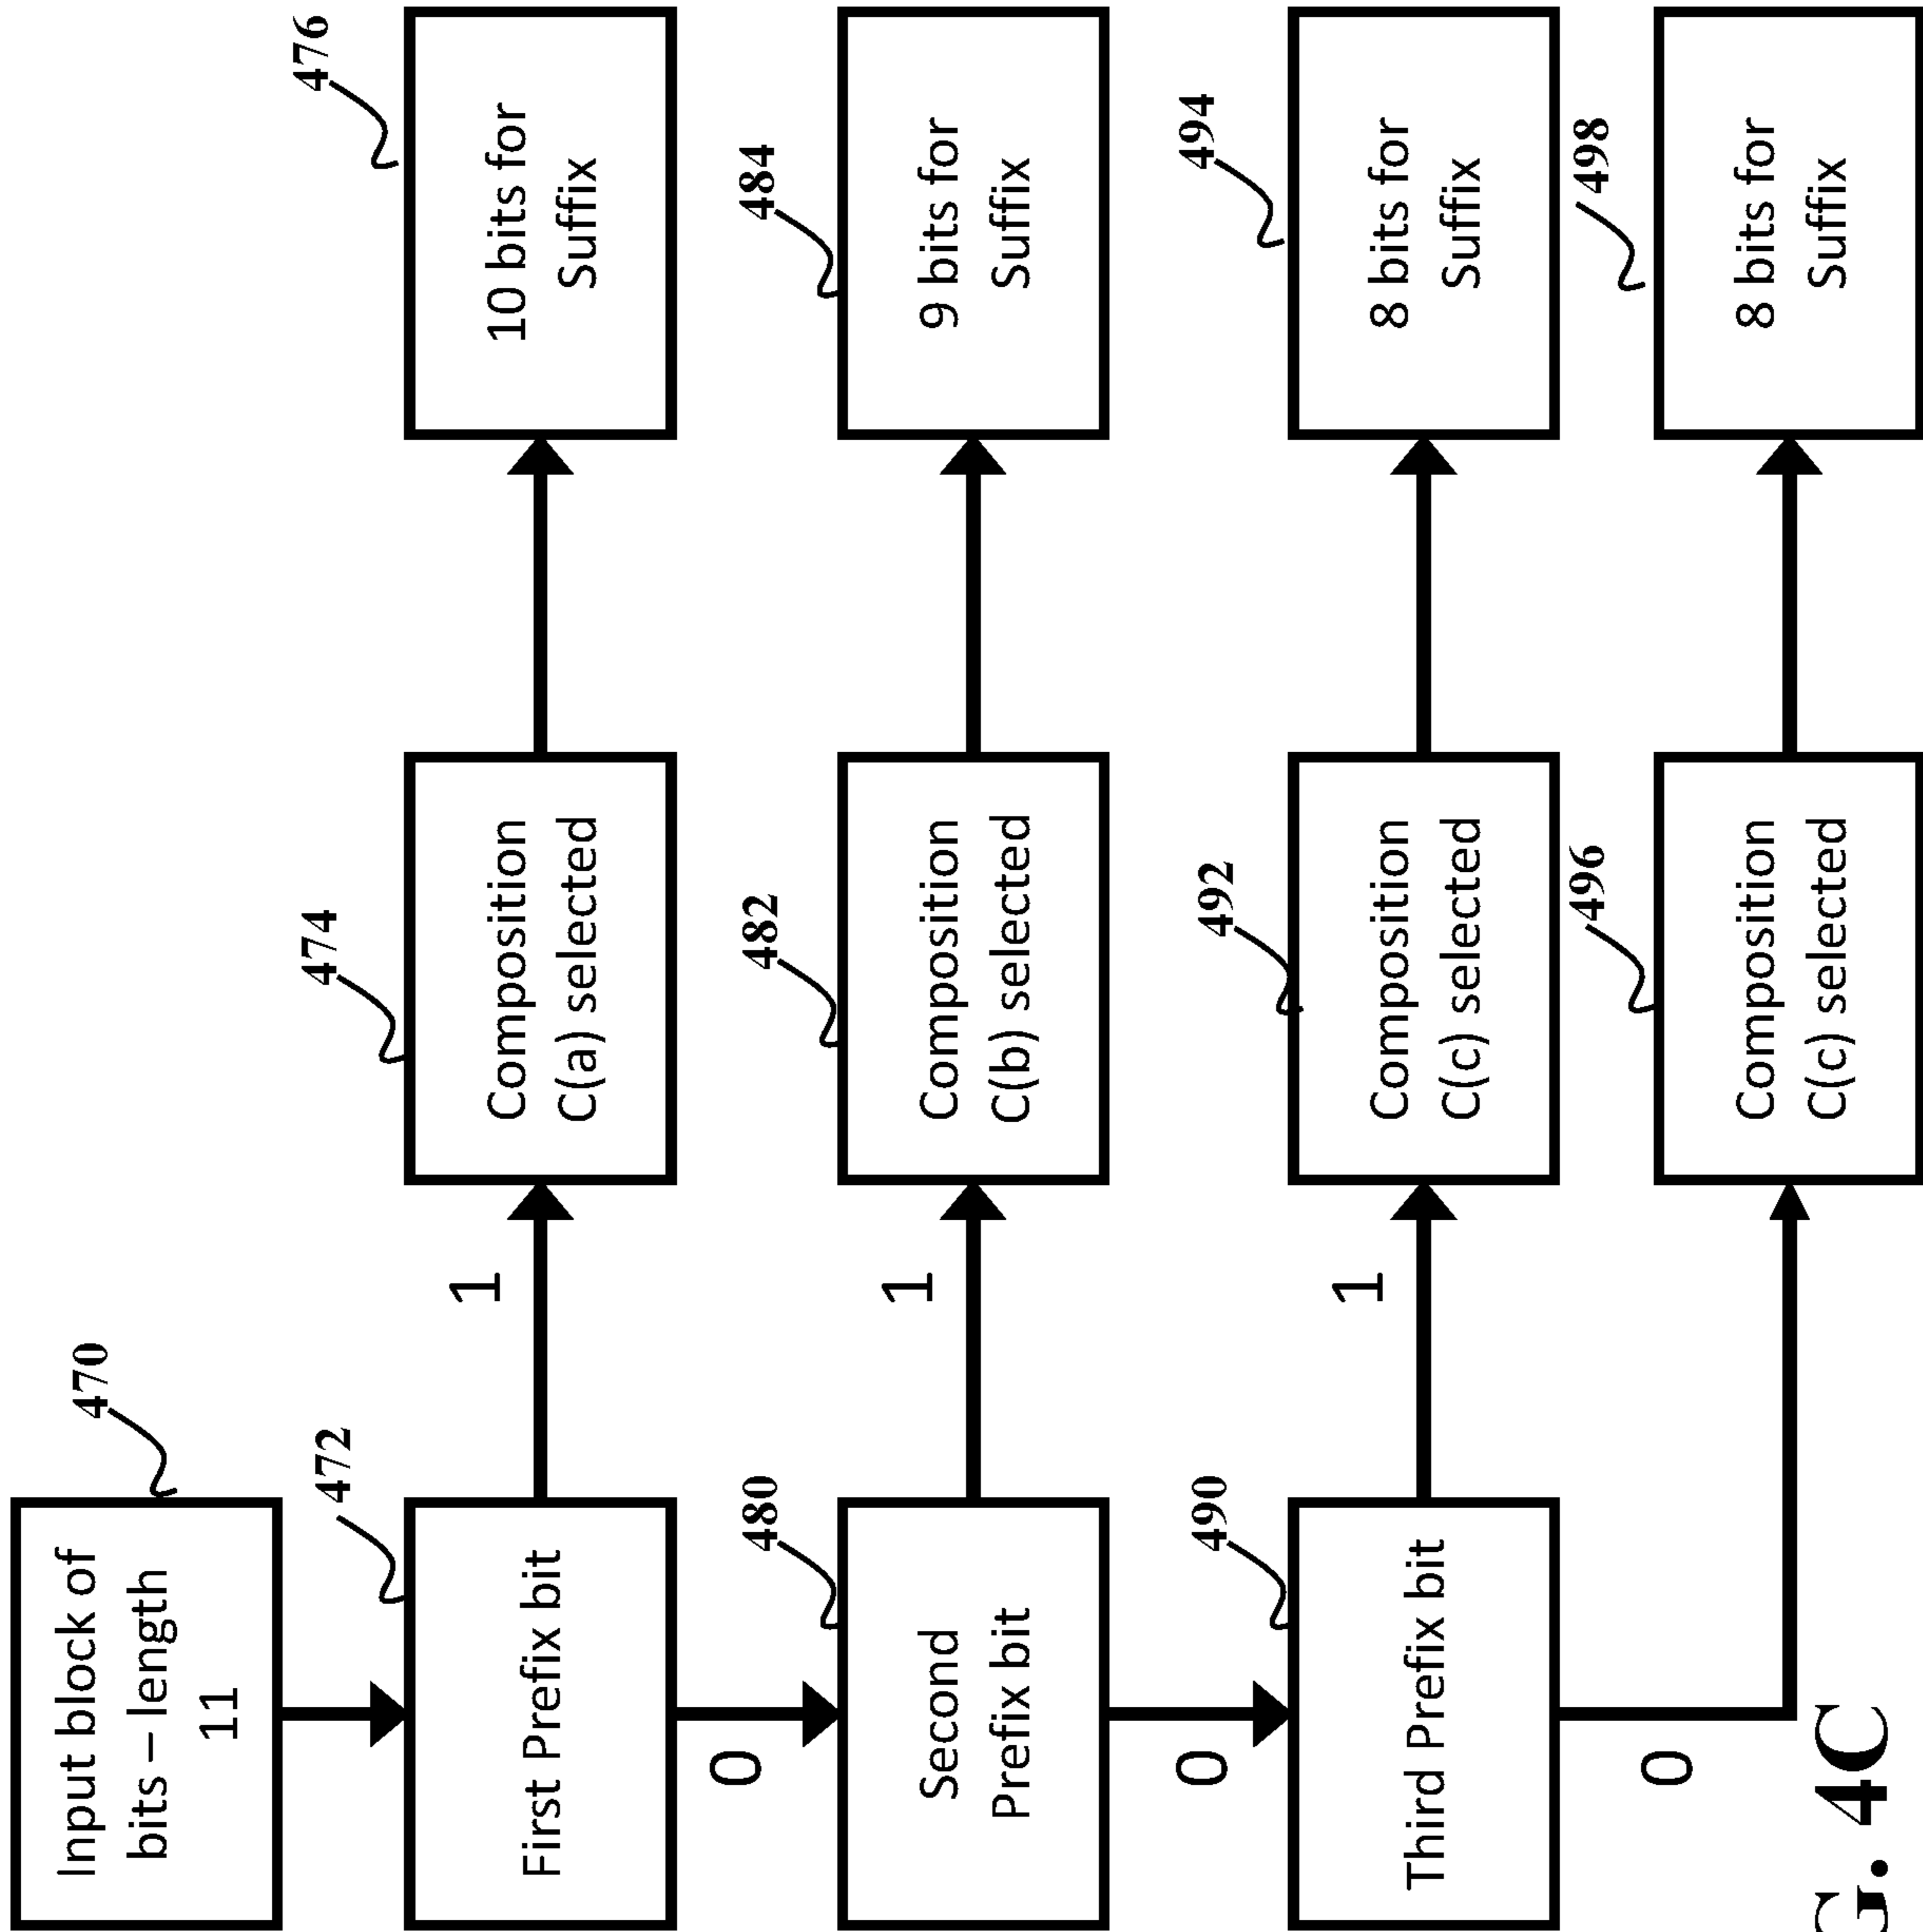 470
Input block of
bits – length
11
472
474
476
First Prefix bit
1
Composition
C(a) selected
10 bits for
Suffix
0
480
482
484
Second
Prefix bit
1
Composition
C(b) selected
9 bits for
Suffix
0
490
492
494
Third Prefix bit
1
Composition
C(c) selected
8 bits for
Suffix
0
496
498
Composition
C(c) selected
8 bits for
Suffix
G. 4C